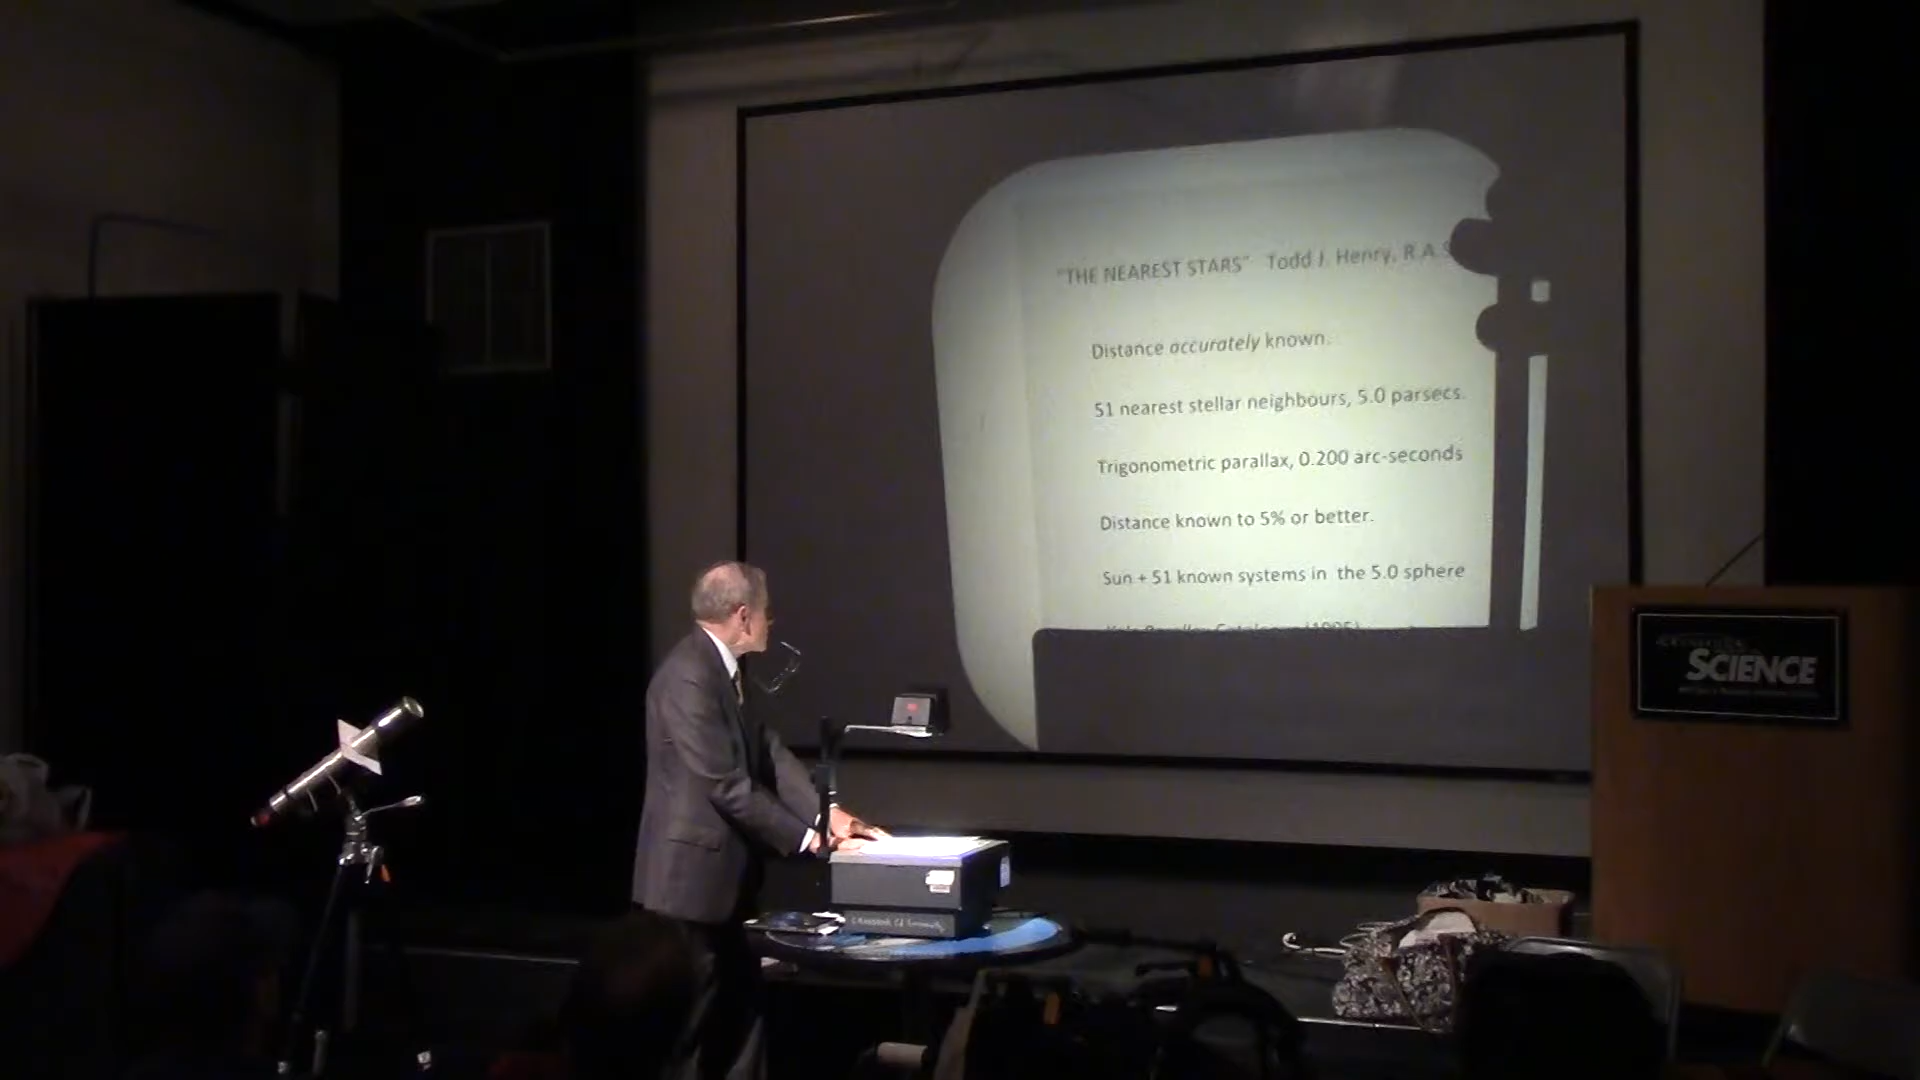 "THE NEAREST STARS" Todd J. Henry, R.A.S
Distance accurately known.
51 nearest stellar neighbours, 5.0 parsecs.
Trigonometric parallax, 0.200 arc-seconds
Distance known to 5% or better.
Sun + 51 known systems in the 5.0 sphere
SCIENCE